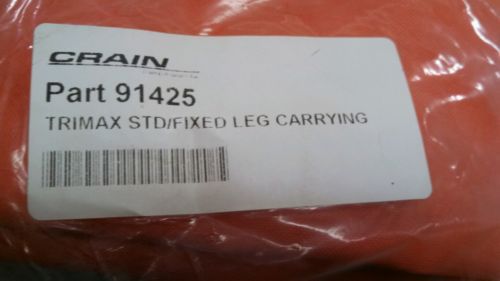 CRAIN
Part 91425
TRIMAX STD/FIXED LEG CARRYING